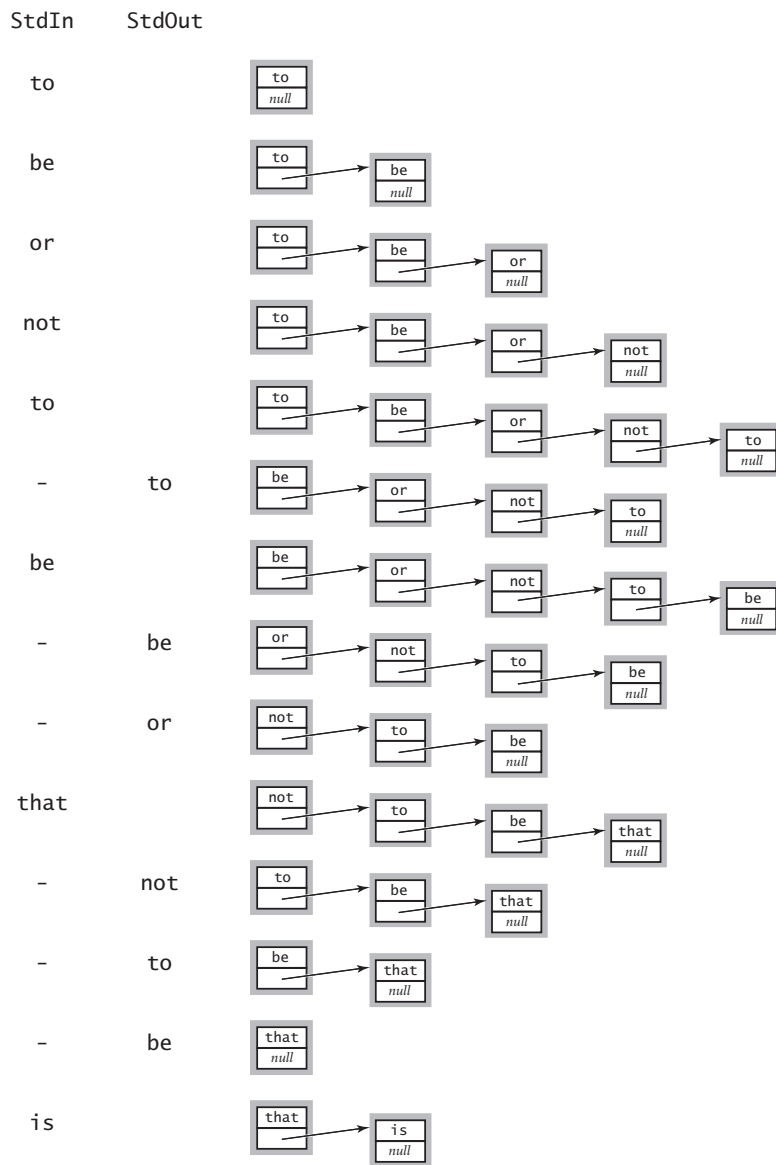 StdIn StdOut
to
to
null
be
to
be
null
or
to
be
or
null
not
to
be
or
not
null
to
to
be
or
not
to
null
- to
be
or
not
to
null
be
be
or
not
to
be
null
- be
or
not
to
be
null
- or
not
to
be
null
that
not
to
be
that
null
- not
to
be
that
null
- to
be
that
null
- be
that
null
is
that
is
null